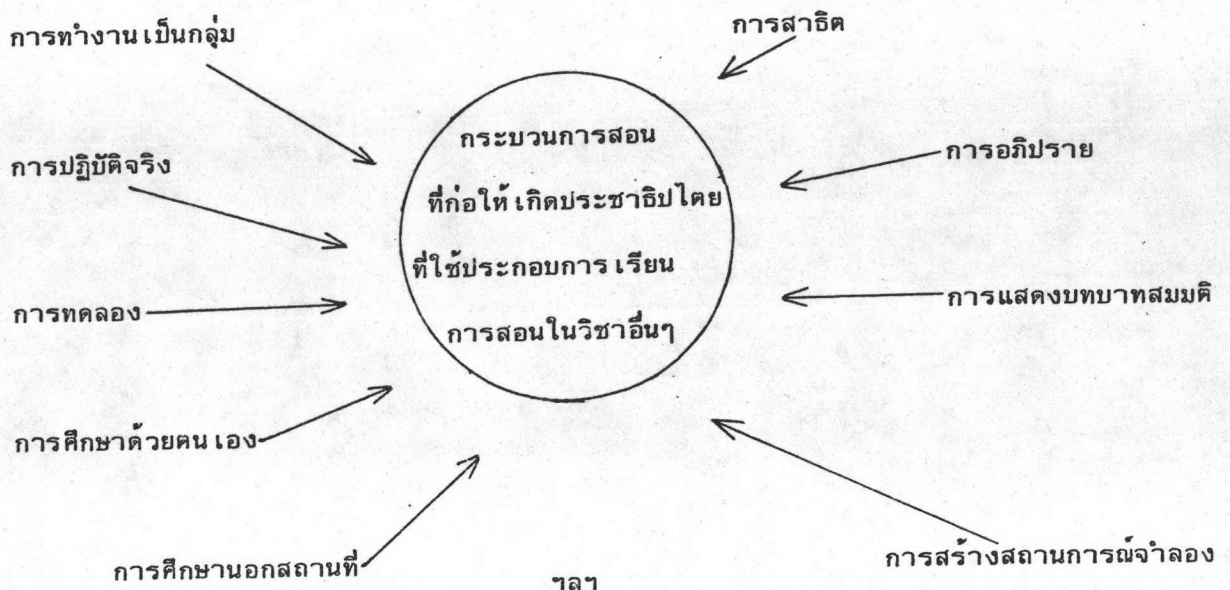 การทำงานเป็นกลุ่ม
การสาธิต
กระบวนการสอน
ที่ก่อให้เกิดประชาธิปไตย
ที่ใช้ประกอบการเรียน
การสอนในวิชาอื่นๆ
การปฏิบัติจริง
การอภิปราย
การทดลอง
การแสดงบทบาทสมมติ
การศึกษาด้วยตนเอง
การศึกษานอกสถานที่
การสร้างสถานการณ์จำลอง
ฯลฯ